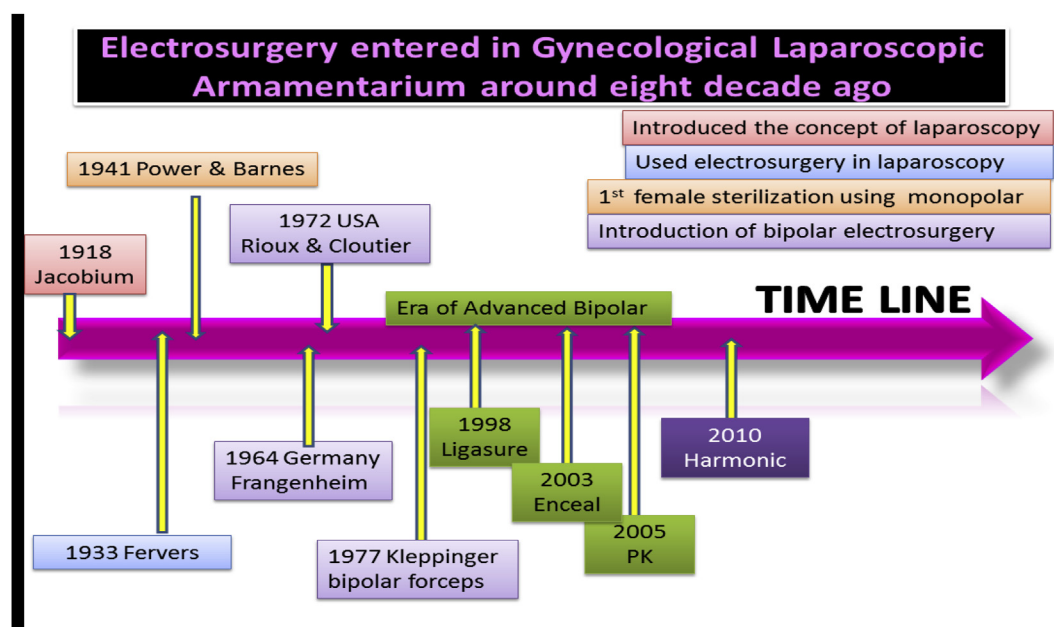 Electrosurgery entered in Gynecological Laparoscopic
Armamentarium around eight decade ago
Introduced the concept of laparoscopy
Used electrosurgery in laparoscopy
1st female sterilization using monopolar
Introduction of bipolar electrosurgery
1941 Power & Barnes
1972 USA
Rioux & Cloutier
1918
Jacobium
Era of Advanced Bipolar
TIME LINE
1998
Ligasure
2010
Harmonic
1964 Germany
Frangenheim
2003
Enceal
2005
PK
1933 Fervers
1977 Kleppinger
bipolar forceps